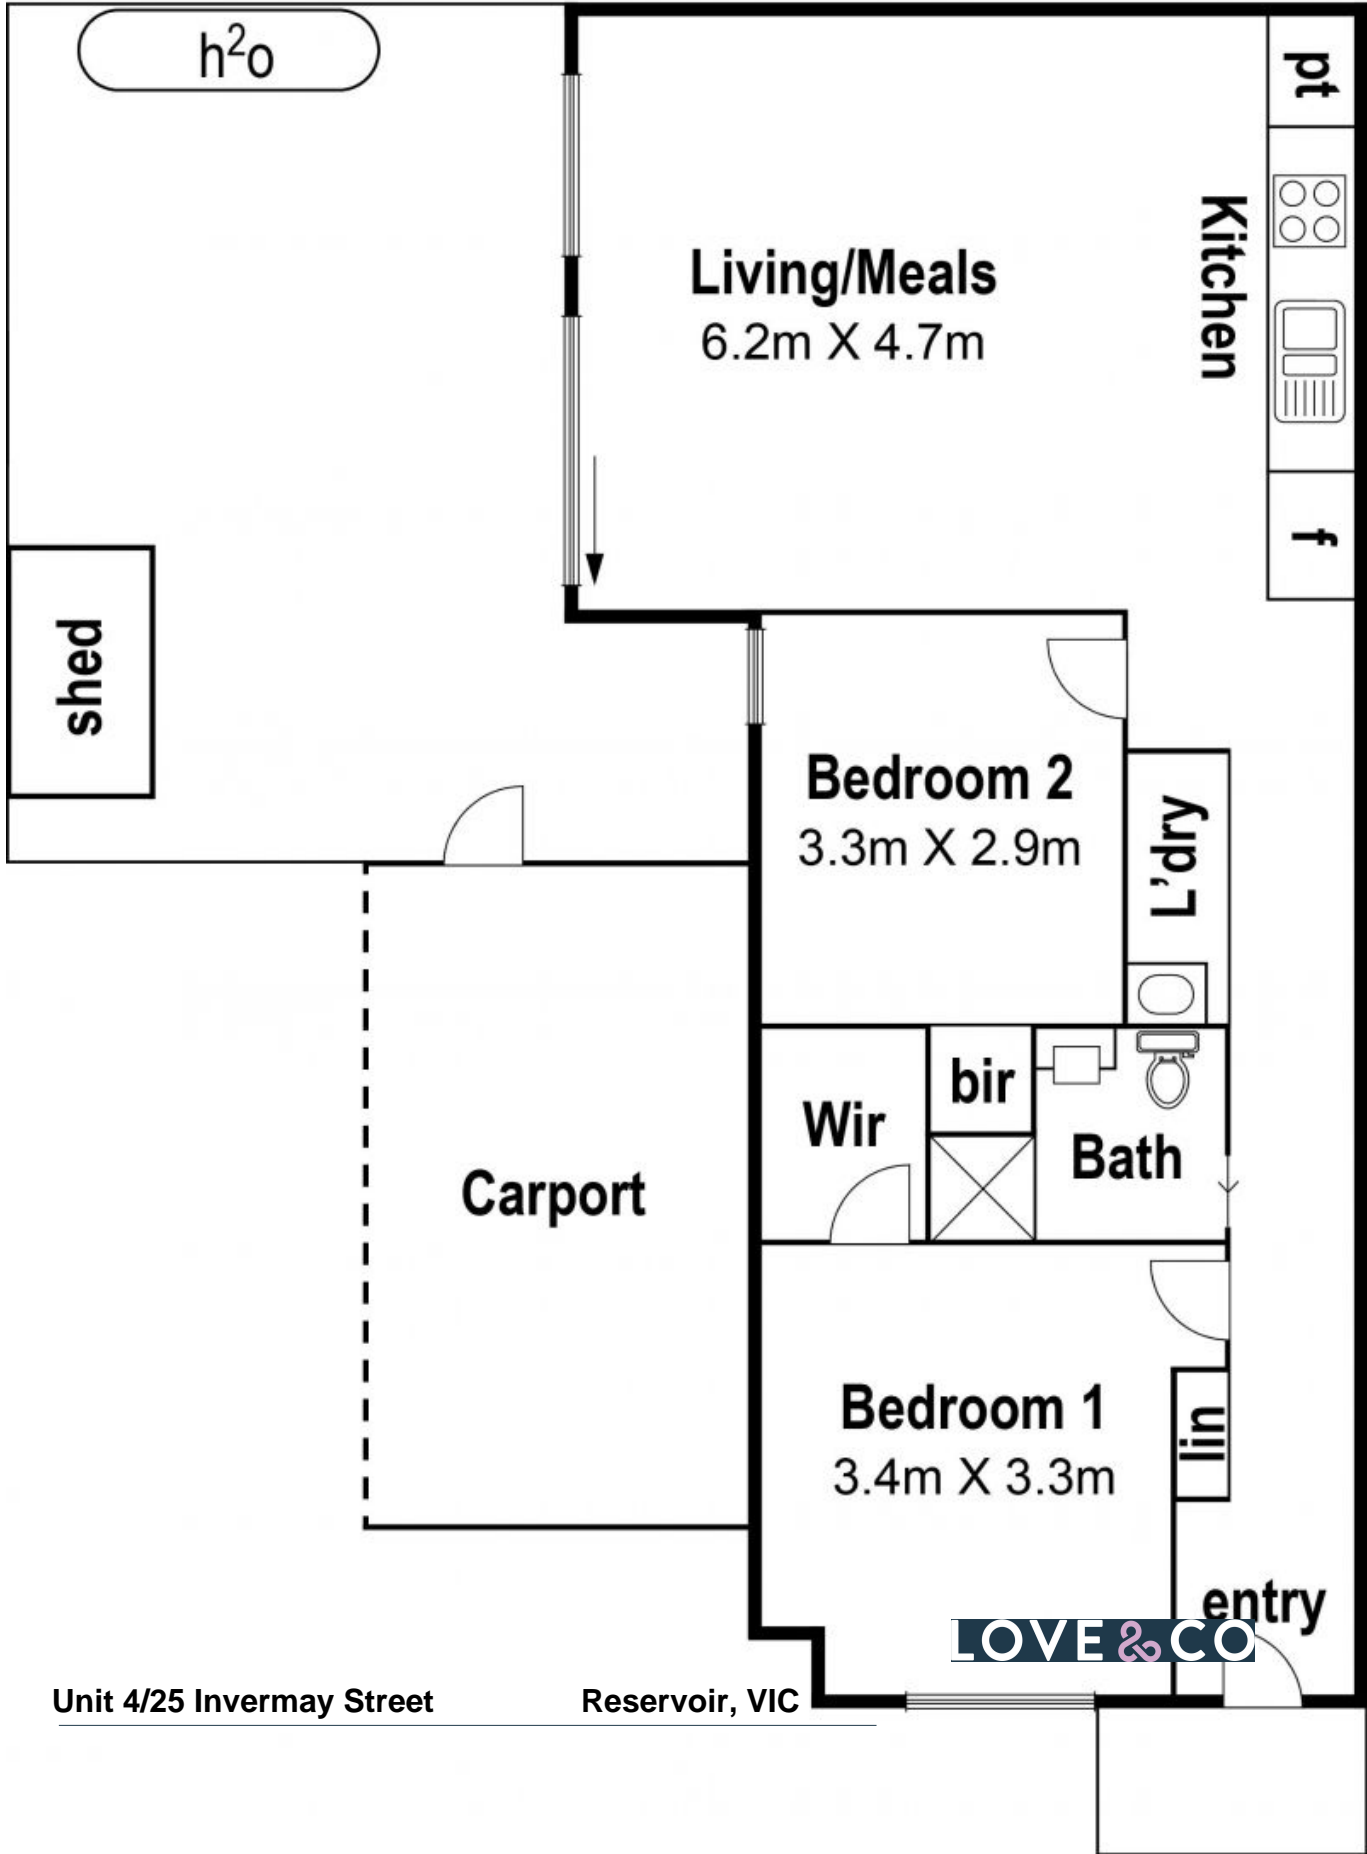 h²o
pt
Kitchen
Living/Meals
6.2m X 4.7m
f
shed
Bedroom 2
3.3m X 2.9m
L'dry
bir
Wir
Bath
Carport
Bedroom 1
3.4m X 3.3m
lin
entry
LOVE & CO
Unit 4/25 Invermay Street Reservoir, VIC